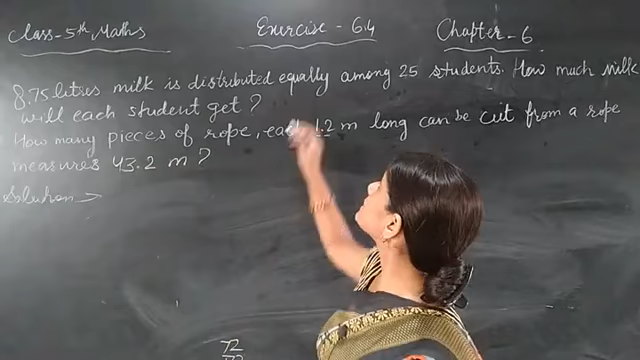 Class-5th Maths
Exercise-6.4
Chapter-6
8.75 litres milk is distributed equally among 25 students. How much milk
will each student get?
How many pieces of rope, each 1.2 m long can be cut from a rope
measures 43.2 m?
Solution →
72
72